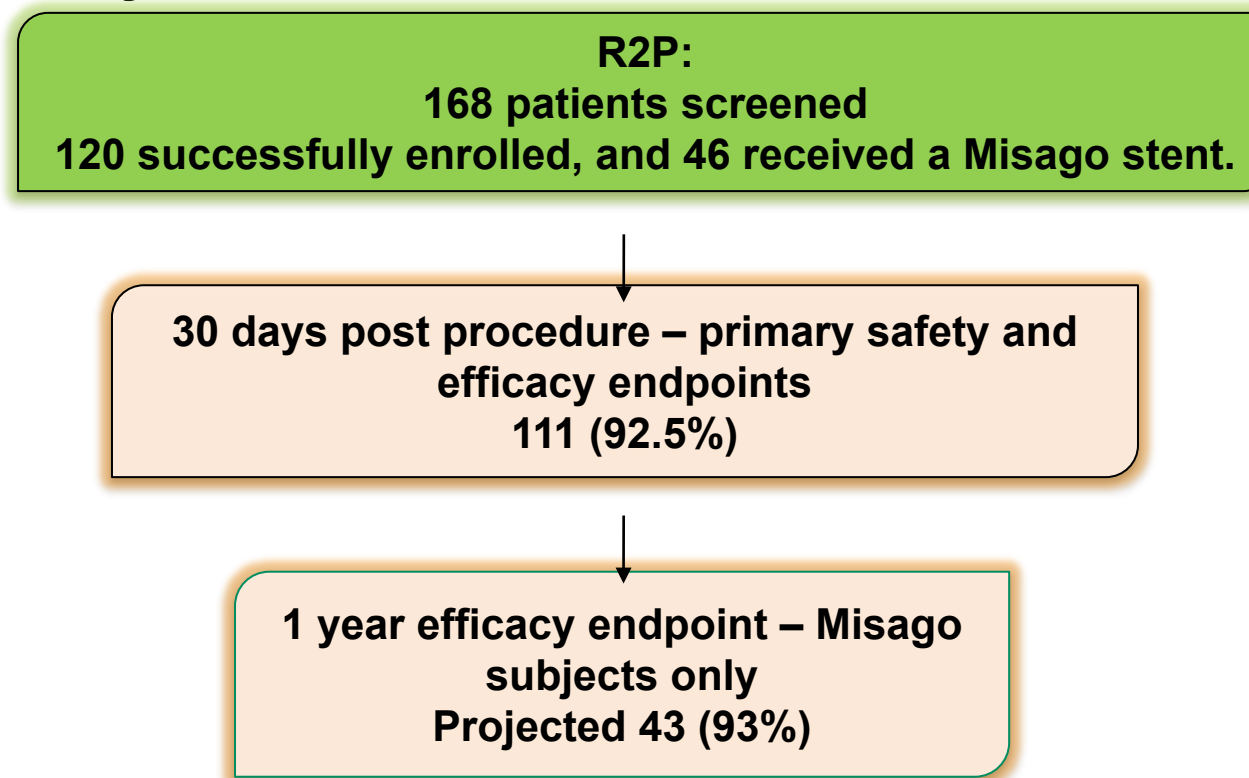 R2P:
168 patients screened
120 successfully enrolled, and 46 received a Misago stent.
30 days post procedure – primary safety and
efficacy endpoints
111 (92.5%)
1 year efficacy endpoint – Misago
subjects only
Projected 43 (93%)